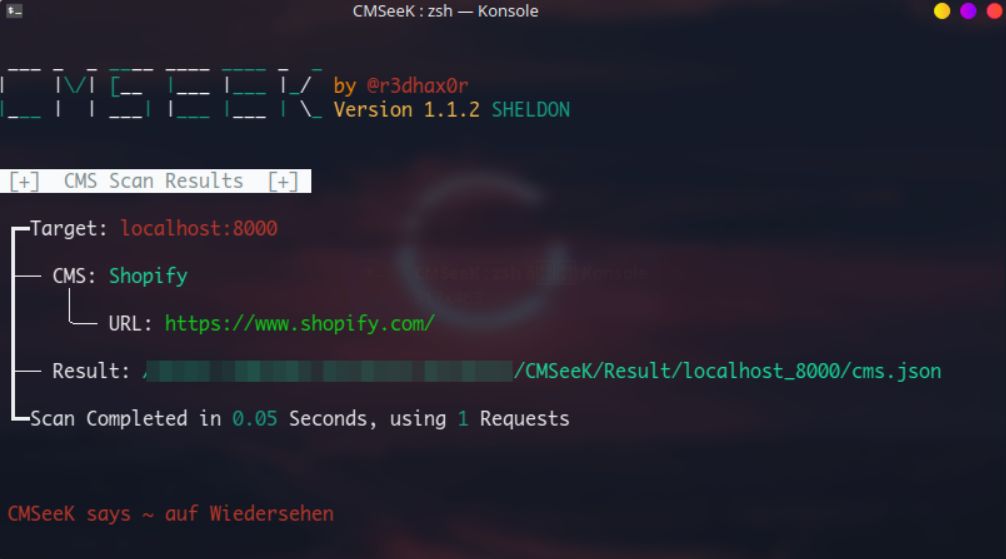 CMSeeK : zsh — Konsole
CMSEEK by @r3dhax0r
Version 1.1.2 SHELDON
[+] CMS Scan Results [+]
Target: localhost:8000
CMS: Shopify
URL: https://www.shopify.com/
Result: /CMSeeK/Result/localhost_8000/cms.json
Scan Completed in 0.05 Seconds, using 1 Requests
CMSeeK says ~ auf Wiedersehen